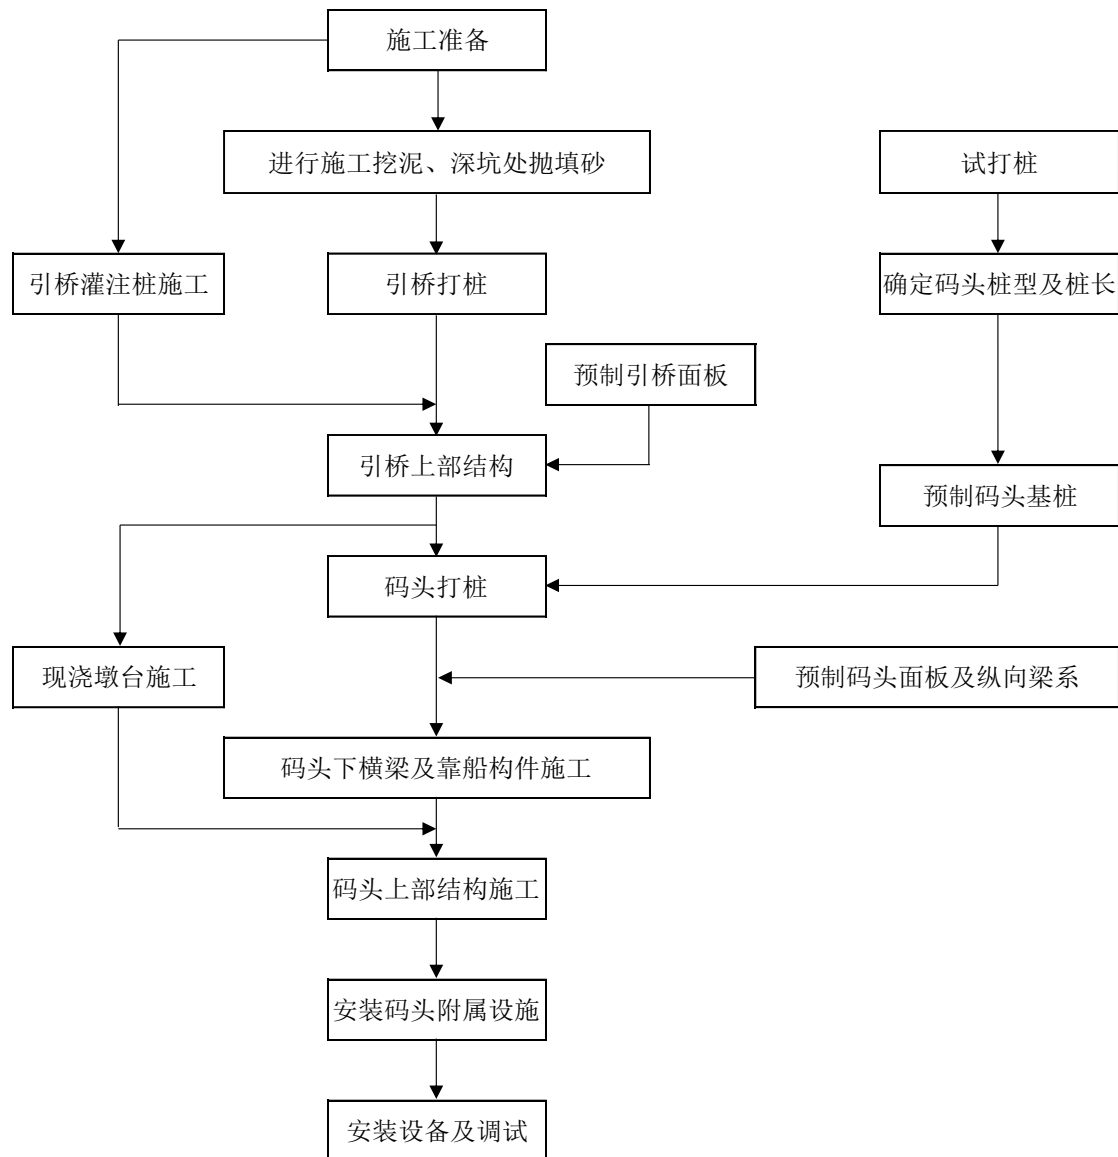 施工准备
进行施工挖泥、深坑处抛填砂
试打桩
引桥灌注桩施工
引桥打桩
确定码头桩型及桩长
预制引桥面板
引桥上部结构
预制码头基桩
码头打桩
现浇墩台施工
预制码头面板及纵向梁系
码头下横梁及靠船构件施工
码头上部结构施工
安装码头附属设施
安装设备及调试